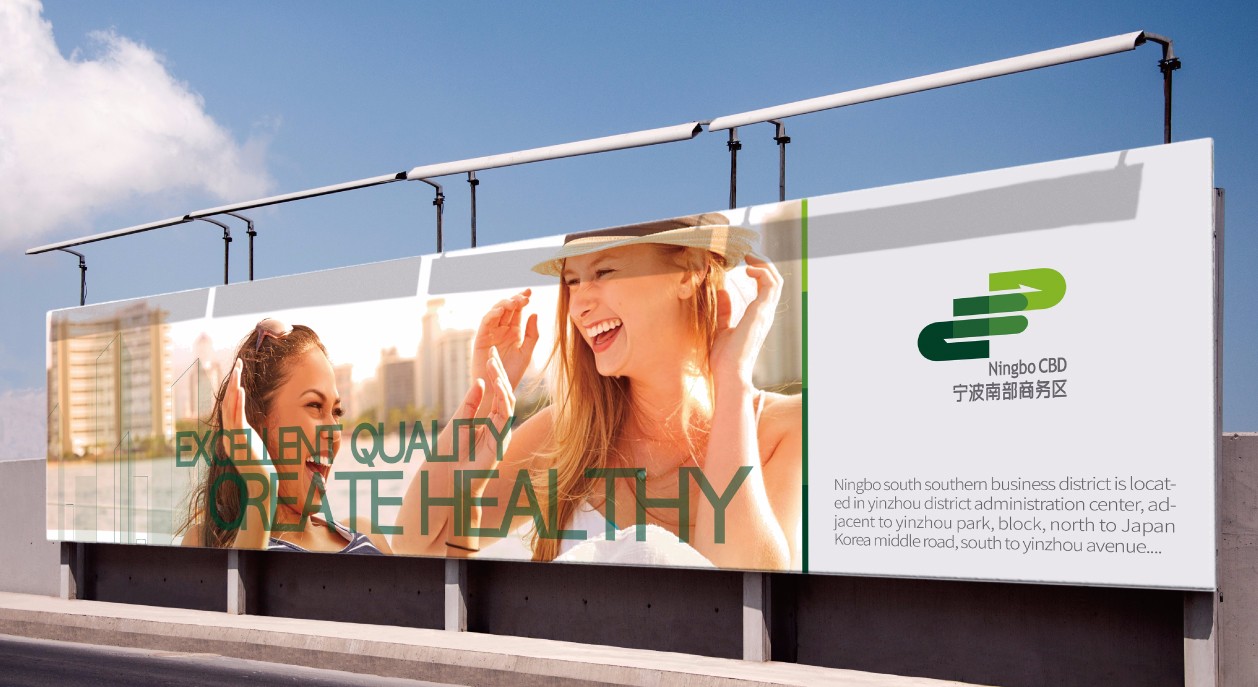 EXCELLENT QUALITY
CREATE HEALTHY
Ningbo CBD
宁波南部商务区
Ningbo south southern business district is locat-
ed in yinzhou district administration center, ad-
jacent to yinzhou park, block, north to Japan
Korea middle road, south to yinzhou avenue....